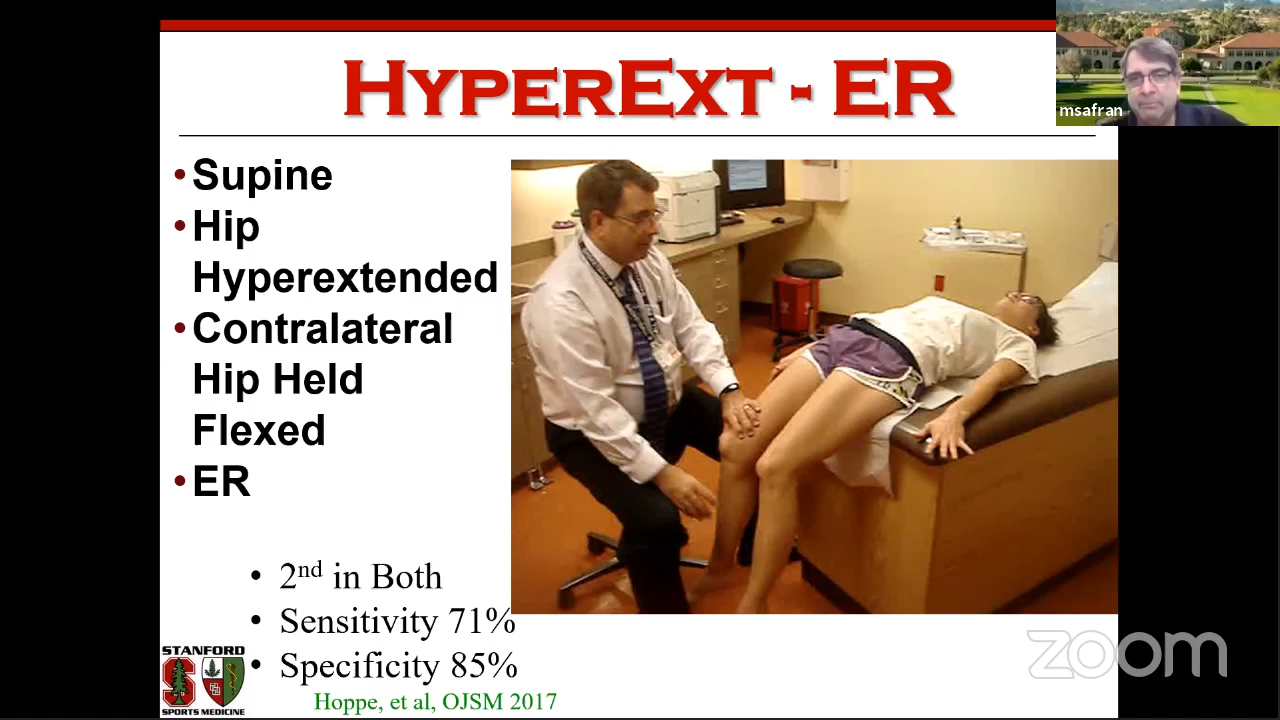 HyperExt - ER
msafran
• Supine
• Hip
Hyperextended
• Contralateral
Hip Held
Flexed
• ER
• 2nd in Both
• Sensitivity 71%
• Specificity 85%
Hoppe, et al, OJSM 2017
STANFORD
S
SPORTS MEDICINE
zoom